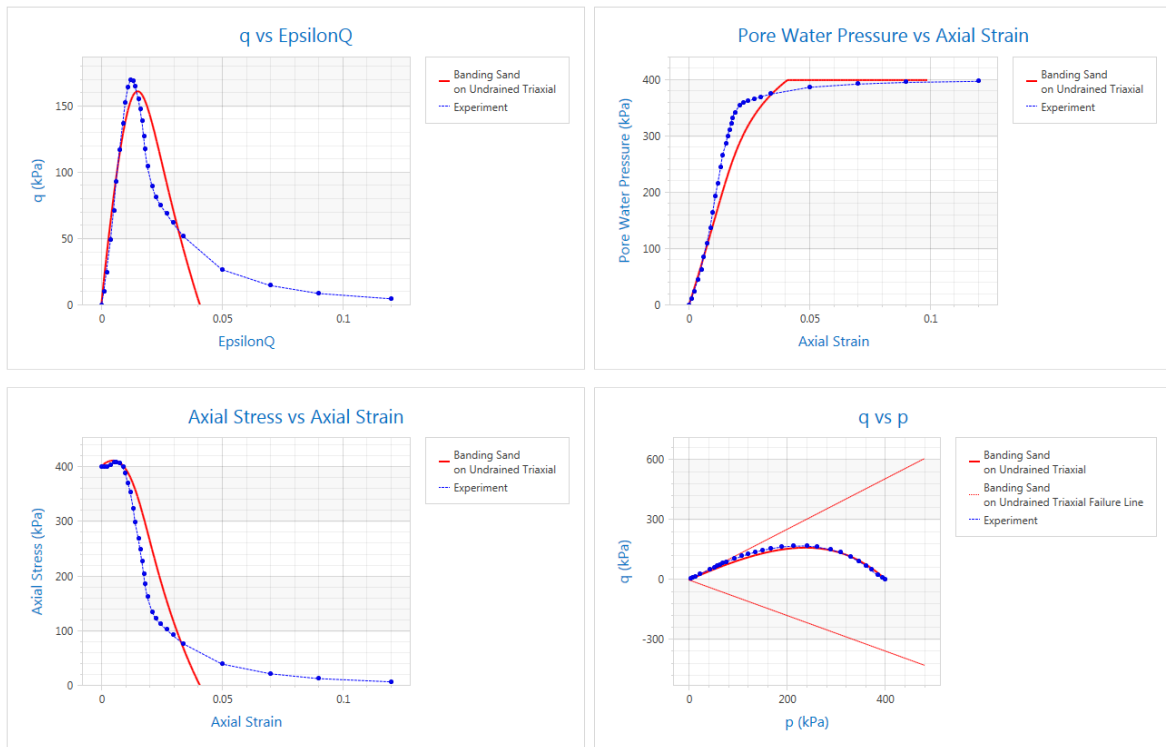 q vs EpsilonQ
Banding Sand
on Undrained Triaxial
Experiment
q (kPa)
150
100
50
0
0
0.05
0.1
EpsilonQ
Pore Water Pressure vs Axial Strain
Banding Sand
on Undrained Triaxial
Experiment
Pore Water Pressure (kPa)
400
300
200
100
0
0
0.05
0.1
Axial Strain
Axial Stress vs Axial Strain
Banding Sand
on Undrained Triaxial
Experiment
Axial Stress (kPa)
400
300
200
100
0
0
0.05
0.1
Axial Strain
q vs p
Banding Sand
on Undrained Triaxial
Banding Sand
on Undrained Triaxial Failure Line
Experiment
q (kPa)
600
300
0
-300
0
200
400
p (kPa)